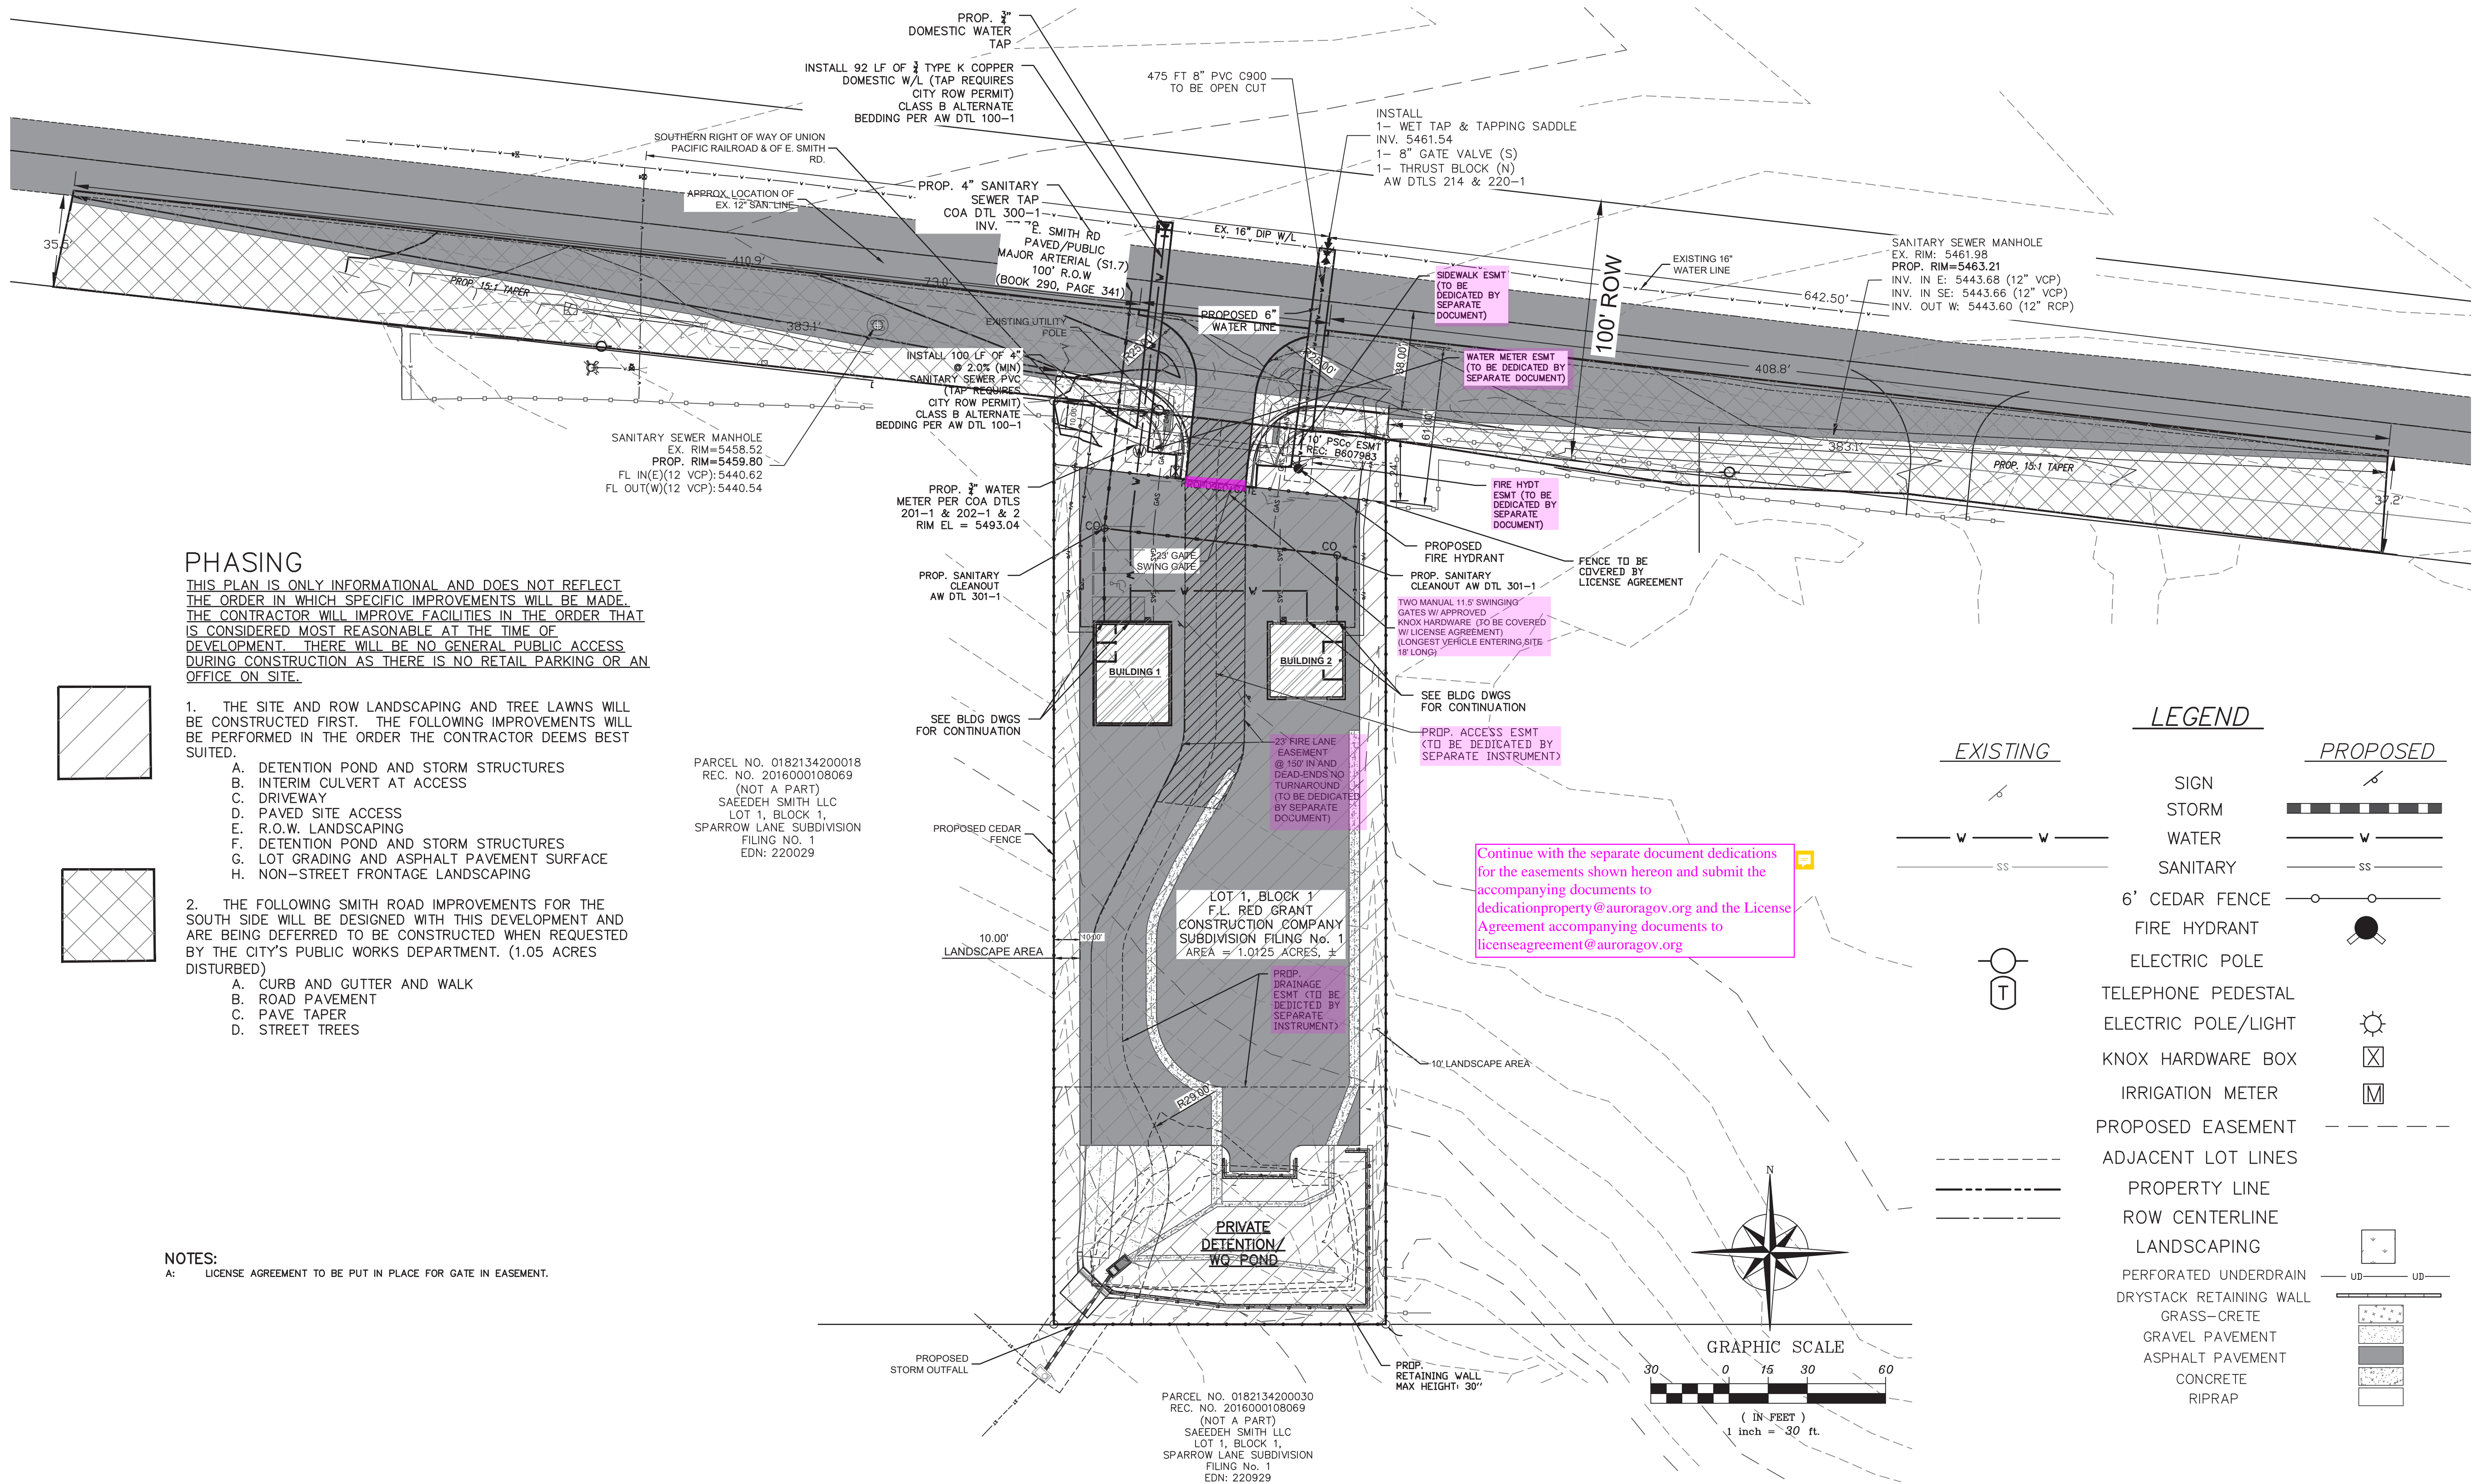 PROP. 3/4"
DOMESTIC WATER
TAP
INSTALL 92 LF OF 3/4 TYPE K COPPER
DOMESTIC W/L (TAP REQUIRES
CITY ROW PERMIT)
CLASS B ALTERNATE
BEDDING PER AW DTL 100-1
475 FT 8" PVC C900
TO BE OPEN CUT
INSTALL
1- WET TAP & TAPPING SADDLE
INV. 5461.54
1- 8" GATE VALVE (S)
1- THRUST BLOCK (N)
AW DTLS 214 & 220-1
SOUTHERN RIGHT OF WAY OF UNION
PACIFIC RAILROAD & OF E. SMITH
RD.
APPROX. LOCATION OF
EX. 12" SAN. LINE
PROP. 4" SANITARY
SEWER TAP
COA DTL 300-1
INV.
E. SMITH RD
PAVED/PUBLIC
MAJOR ARTERIAL (S1.7)
100' R.O.W
(BOOK 290, PAGE 341)
EX. 16" DIP W/L
EXISTING 16"
WATER LINE
642.50'
100' ROW
SANITARY SEWER MANHOLE
EX. RIM: 5461.98
PROP. RIM=5463.21
INV. IN E: 5443.68 (12" VCP)
INV. IN SE: 5443.66 (12" VCP)
INV. OUT W: 5443.60 (12" RCP)
SIDEWALK ESMT
(TO BE
DEDICATED BY
SEPARATE
DOCUMENT)
35.5'
410.9'
73.0'
PROP. 15:1 TAPER
383.1'
EXISTING UTILITY
POLE
PROPOSED 6"
WATER LINE
R25.00'
R25.00'
38.00'
61.00'
24'
10.00'
WATER METER ESMT
(TO BE DEDICATED BY
SEPARATE DOCUMENT)
408.8'
383.1'
PROP. 15:1 TAPER
37.2'
INSTALL 100 LF OF 4"
@ 2.0% (MIN)
SANITARY SEWER PVC
(TAP REQUIRES
CITY ROW PERMIT)
CLASS B ALTERNATE
BEDDING PER AW DTL 100-1
10' PSCo ESMT
REC: B607983
SANITARY SEWER MANHOLE
EX. RIM=5458.52
PROP. RIM=5459.80
FL IN(E)(12 VCP):5440.62
FL OUT(W)(12 VCP):5440.54
PROP. 3/4" WATER
METER PER COA DTLS
201-1 & 202-1 & 2
RIM EL = 5493.04
FIRE HYDT
ESMT (TO BE
DEDICATED BY
SEPARATE
DOCUMENT)
PROPOSED
FIRE HYDRANT
FENCE TO BE
COVERED BY
LICENSE AGREEMENT
CO
CO
23' GATE
SWING GATE
GAS
W
PROP. SANITARY
CLEANOUT
AW DTL 301-1
PROP. SANITARY
CLEANOUT AW DTL 301-1
TWO MANUAL 11.5' SWINGING
GATES W/ APPROVED
KNOX HARDWARE (TO BE COVERED
W/ LICENSE AGREEMENT)
(LONGEST VEHICLE ENTERING SITE
18' LONG)
BUILDING 1
BUILDING 2
SEE BLDG DWGS
FOR CONTINUATION
SEE BLDG DWGS
FOR CONTINUATION
PROP. ACCESS ESMT
(TO BE DEDICATED BY
SEPARATE INSTRUMENT)
23' FIRE LANE
EASEMENT
@ 150' IN AND
DEAD-ENDS NO
TURNAROUND
(TO BE DEDICATED
BY SEPARATE
DOCUMENT)
PARCEL NO. 0182134200018
REC. NO. 2016000108069
(NOT A PART)
SAEEDEH SMITH LLC
LOT 1, BLOCK 1,
SPARROW LANE SUBDIVISION
FILING NO. 1
EDN: 220029
PROPOSED CEDAR
FENCE
Continue with the separate document dedications
for the easements shown hereon and submit the
accompanying documents to
dedicationproperty@auroragov.org and the License
Agreement accompanying documents to
licenseagreement@auroragov.org
LOT 1, BLOCK 1
F.L. RED GRANT
CONSTRUCTION COMPANY
SUBDIVISION FILING No. 1
AREA = 1.0125 ACRES, ±
10.00'
LANDSCAPE AREA
10.00'
PROP.
DRAINAGE
ESMT (TO BE
DEDICTED BY
SEPARATE
INSTRUMENT)
10' LANDSCAPE AREA
R29.00'
PRIVATE
DETENTION/
WQ POND
PROPOSED
STORM OUTFALL
PROP.
RETAINING WALL
MAX HEIGHT: 30"
PARCEL NO. 0182134200030
REC. NO. 2016000108069
(NOT A PART)
SAEEDEH SMITH LLC
LOT 1, BLOCK 1,
SPARROW LANE SUBDIVISION
FILING No. 1
EDN: 220929
PHASING
THIS PLAN IS ONLY INFORMATIONAL AND DOES NOT REFLECT
THE ORDER IN WHICH SPECIFIC IMPROVEMENTS WILL BE MADE.
THE CONTRACTOR WILL IMPROVE FACILITIES IN THE ORDER THAT
IS CONSIDERED MOST REASONABLE AT THE TIME OF
DEVELOPMENT. THERE WILL BE NO GENERAL PUBLIC ACCESS
DURING CONSTRUCTION AS THERE IS NO RETAIL PARKING OR AN
OFFICE ON SITE.
1. THE SITE AND ROW LANDSCAPING AND TREE LAWNS WILL
BE CONSTRUCTED FIRST. THE FOLLOWING IMPROVEMENTS WILL
BE PERFORMED IN THE ORDER THE CONTRACTOR DEEMS BEST
SUITED.
A. DETENTION POND AND STORM STRUCTURES
B. INTERIM CULVERT AT ACCESS
C. DRIVEWAY
D. PAVED SITE ACCESS
E. R.O.W. LANDSCAPING
F. DETENTION POND AND STORM STRUCTURES
G. LOT GRADING AND ASPHALT PAVEMENT SURFACE
H. NON-STREET FRONTAGE LANDSCAPING
2. THE FOLLOWING SMITH ROAD IMPROVEMENTS FOR THE
SOUTH SIDE WILL BE DESIGNED WITH THIS DEVELOPMENT AND
ARE BEING DEFERRED TO BE CONSTRUCTED WHEN REQUESTED
BY THE CITY'S PUBLIC WORKS DEPARTMENT. (1.05 ACRES
DISTURBED)
A. CURB AND GUTTER AND WALK
B. ROAD PAVEMENT
C. PAVE TAPER
D. STREET TREES
NOTES:
A: LICENSE AGREEMENT TO BE PUT IN PLACE FOR GATE IN EASEMENT.
LEGEND
EXISTING PROPOSED
SIGN
STORM
W W WATER W
SS SANITARY SS
6' CEDAR FENCE
FIRE HYDRANT
ELECTRIC POLE
T TELEPHONE PEDESTAL
ELECTRIC POLE/LIGHT
KNOX HARDWARE BOX X
IRRIGATION METER M
PROPOSED EASEMENT
ADJACENT LOT LINES
PROPERTY LINE
ROW CENTERLINE
LANDSCAPING
PERFORATED UNDERDRAIN UD UD
DRYSTACK RETAINING WALL
GRASS-CRETE
GRAVEL PAVEMENT
ASPHALT PAVEMENT
CONCRETE
RIPRAP
N
GRAPHIC SCALE
30 0 15 30 60
( IN FEET )
1 inch = 30 ft.